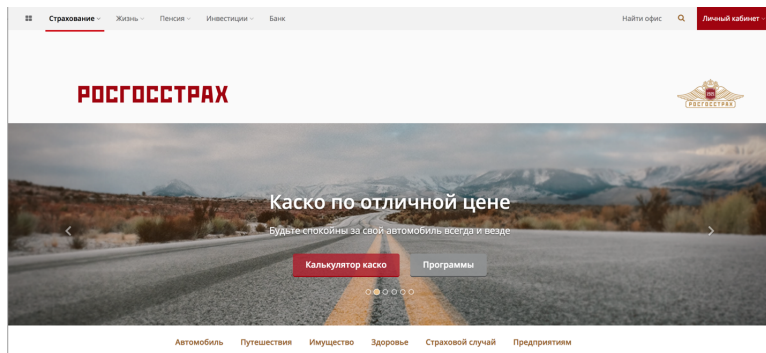 Страхование Жизнь Пенсия Инвестиции Банк Найти офис Личный кабинет
РОСГОССТРАХ
1921
РОСГОССТРАХ
Каско по отличной цене
Будьте спокойны за свой автомобиль всегда и везде
Калькулятор каско Программы
Автомобиль Путешествия Имущество Здоровье Страховой случай Предприятиям